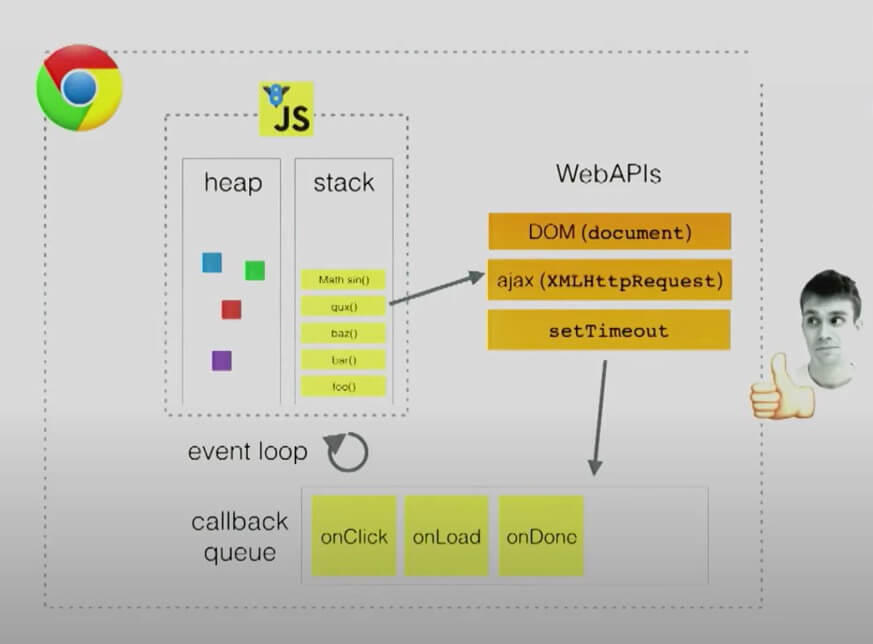 JS
heap
stack
WebAPIs
DOM (document)
ajax (XMLHttpRequest)
setTimeout
Math sin()
qux()
baz()
bar()
foo()
event loop
callback
queue
onClick
onLoad
onDone